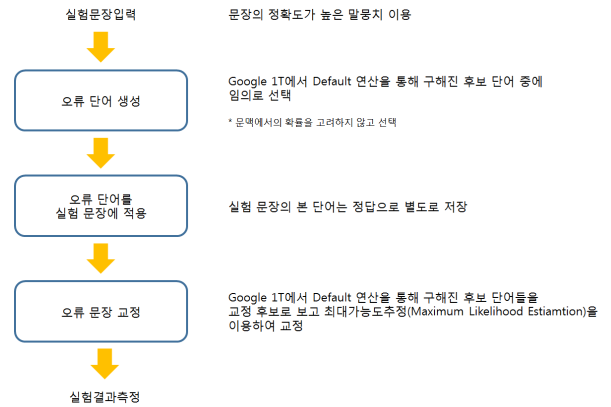 실험문장입력
문장의 정확도가 높은 말뭉치 이용
오류 단어 생성
Google 1T에서 Default 연산을 통해 구해진 후보 단어 중에
임의로 선택
* 문맥에서의 확률을 고려하지 않고 선택
오류 단어를
실험 문장에 적용
실험 문장의 본 단어는 정답으로 별도로 저장
오류 문장 교정
Google 1T에서 Default 연산을 통해 구해진 후보 단어들을
교정 후보로 보고 최대가능도추정(Maximum Likelihood Estiamtion)을
이용하여 교정
실험결과측정